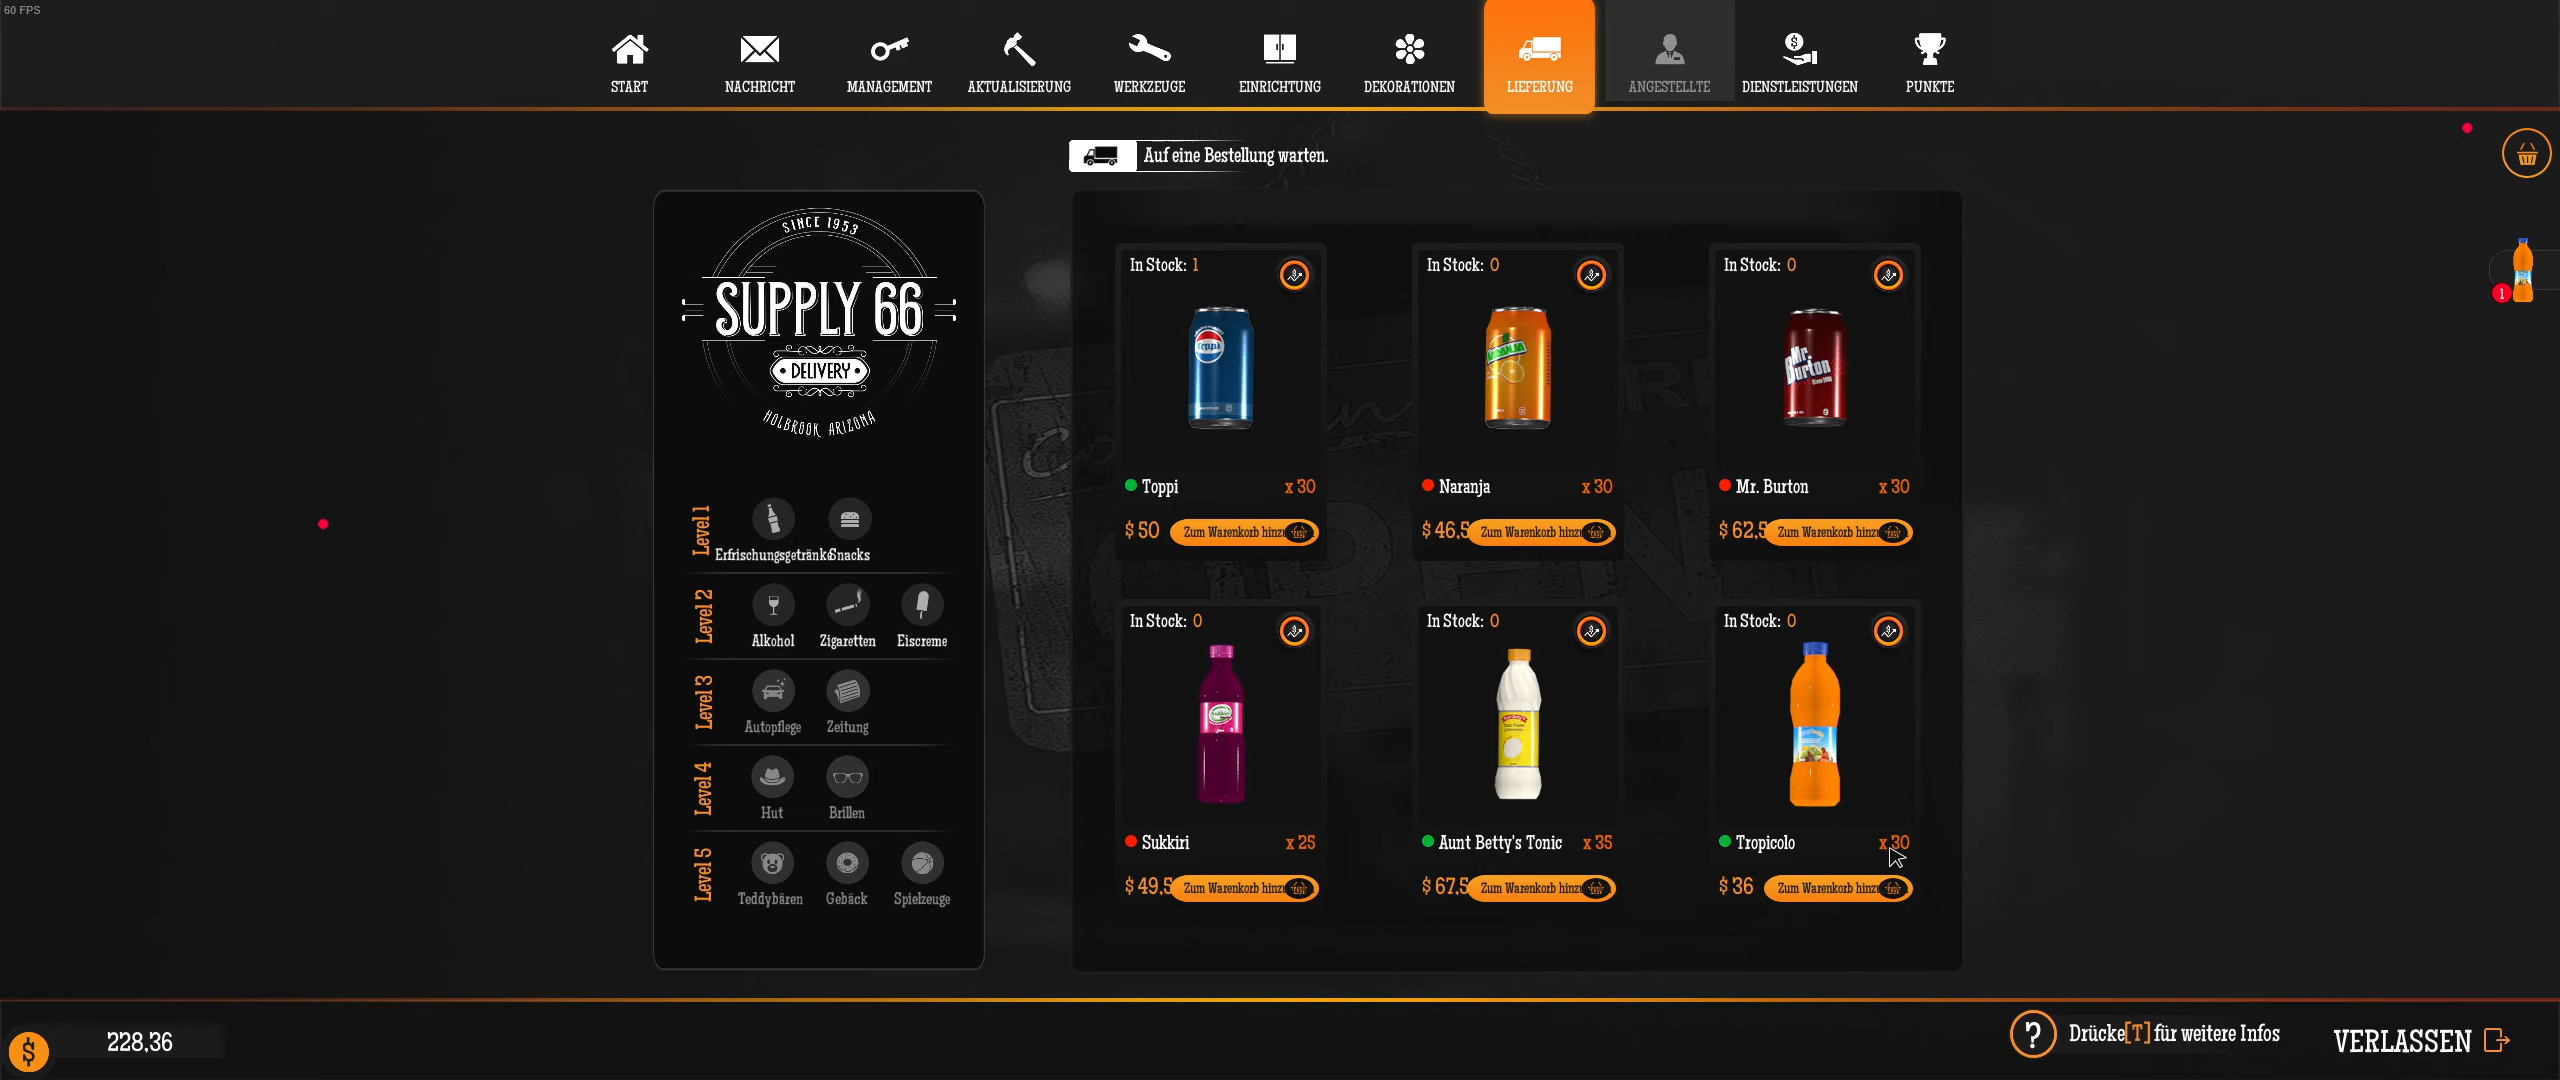 60 FPS
START
NACHRICHT
MANAGEMENT
AKTUALISIERUNG
WERKZEUGE
EINRICHTUNG
DEKORATIONEN
LIEFERUNG
ANGESTELLTE
DIENSTLEISTUNGEN
PUNKTE
Auf eine Bestellung warten.
SINCE 1953
SUPPLY 66
DELIVERY
HOLBROOK, ARIZONA
Level 1
Erfrischungsgetränke
Snacks
Level 2
Alkohol
Zigaretten
Eiscreme
Level 3
Autopflege
Zeitung
Level 4
Hut
Brillen
Level 5
Teddybären
Gebäck
Spielzeuge
In Stock: 1
Toppi
Toppi x 30
$ 50 Zum Warenkorb hinzu
In Stock: 0
NARANJA
Naranja x 30
$ 46,5 Zum Warenkorb hinzu
In Stock: 0
Mr. Burton
Mr. Burton x 30
$ 62,5 Zum Warenkorb hinzu
In Stock: 0
Sukkiri
Sukkiri x 25
$ 49,5 Zum Warenkorb hinzu
In Stock: 0
Aunt Betty's Tonic x 35
$ 67,5 Zum Warenkorb hinzu
In Stock: 0
Tropicolo x 30
$ 36 Zum Warenkorb hinzu
1
$ 228,36
? Drücke [T] für weitere Infos
VERLASSEN